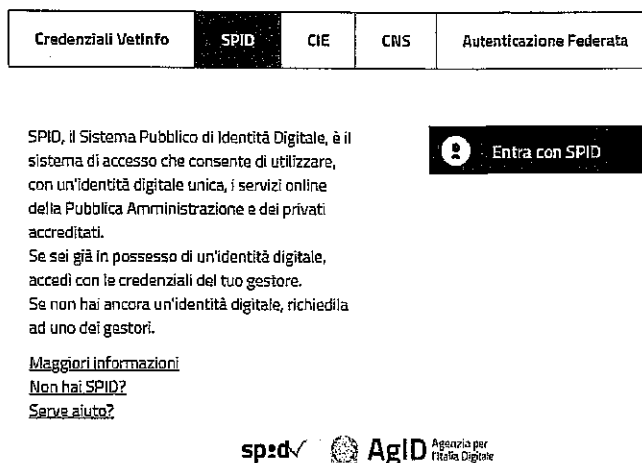 Credenziali VetInfo SPID CIE CNS Autenticazione Federata
SPID, il Sistema Pubblico di Identità Digitale, è il
sistema di accesso che consente di utilizzare,
con un'identità digitale unica, i servizi online
della Pubblica Amministrazione e dei privati
accreditati.
Se sei già in possesso di un'identità digitale,
accedi con le credenziali del tuo gestore.
Se non hai ancora un'identità digitale, richiedila
ad uno dei gestori.
Entra con SPID
Maggiori informazioni
Non hai SPID?
Serve aiuto?
spid AgID Agenzia per
l'Italia Digitale